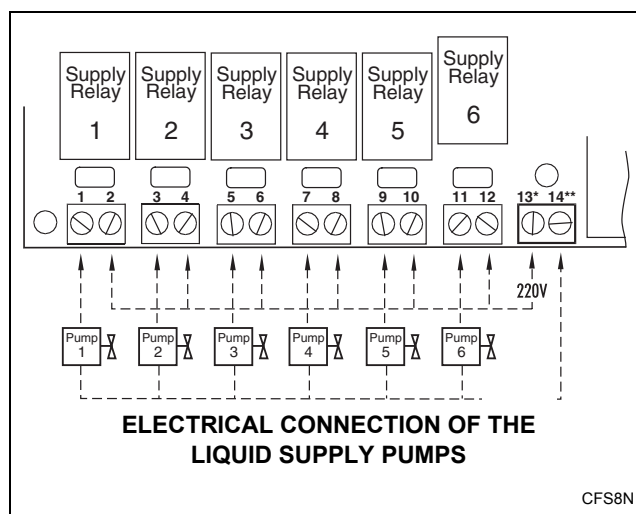 Supply Relay 1
Supply Relay 2
Supply Relay 3
Supply Relay 4
Supply Relay 5
Supply Relay 6
1 2 3 4 5 6 7 8 9 10 11 12 13* 14**
220V
Pump 1
Pump 2
Pump 3
Pump 4
Pump 5
Pump 6
ELECTRICAL CONNECTION OF THE
LIQUID SUPPLY PUMPS
CFS8N